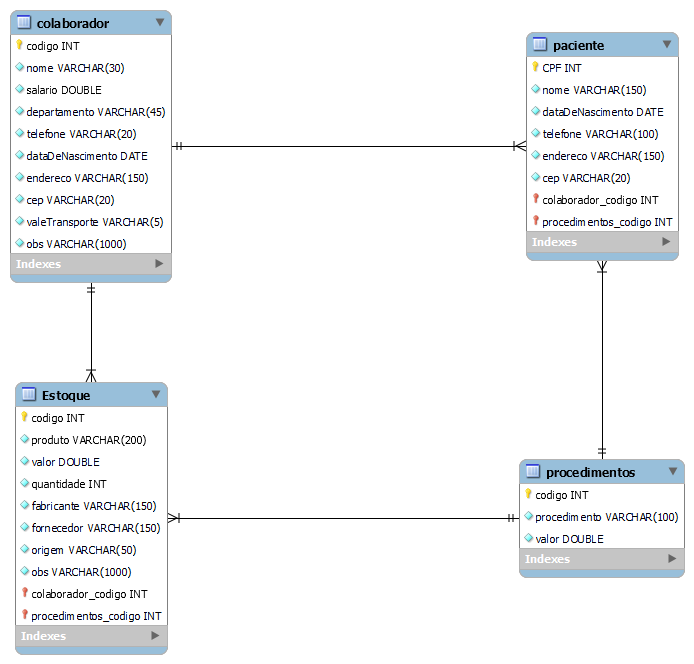 colaborador
codigo INT
nome VARCHAR(30)
salario DOUBLE
departamento VARCHAR(45)
telefone VARCHAR(20)
dataDeNascimento DATE
endereco VARCHAR(150)
cep VARCHAR(20)
valeTransporte VARCHAR(5)
obs VARCHAR(1000)
Indexes
paciente
CPF INT
nome VARCHAR(150)
dataDeNascimento DATE
telefone VARCHAR(100)
endereco VARCHAR(150)
cep VARCHAR(20)
colaborador_codigo INT
procedimentos_codigo INT
Indexes
Estoque
codigo INT
produto VARCHAR(200)
valor DOUBLE
quantidade INT
fabricante VARCHAR(150)
fornecedor VARCHAR(150)
origem VARCHAR(50)
obs VARCHAR(1000)
colaborador_codigo INT
procedimentos_codigo INT
Indexes
procedimentos
codigo INT
procedimento VARCHAR(100)
valor DOUBLE
Indexes